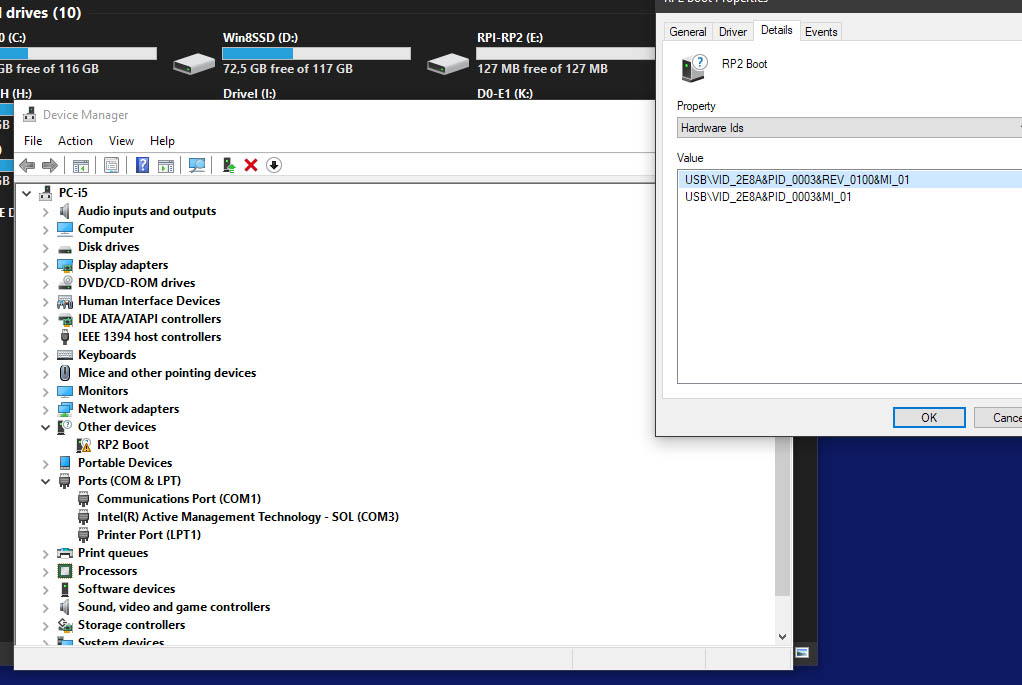 l drives (10)
0 (C:)
GB free of 116 GB
Win8SSD (D:)
72,5 GB free of 117 GB
RPI-RP2 (E:)
127 MB free of 127 MB
H (H:)
GB
DriveI (I:)
D0-E1 (K:)
)
GB
E D
Device Manager
File Action View Help
PC-i5
Audio inputs and outputs
Computer
Disk drives
Display adapters
DVD/CD-ROM drives
Human Interface Devices
IDE ATA/ATAPI controllers
IEEE 1394 host controllers
Keyboards
Mice and other pointing devices
Monitors
Network adapters
Other devices
RP2 Boot
Portable Devices
Ports (COM & LPT)
Communications Port (COM1)
Intel(R) Active Management Technology - SOL (COM3)
Printer Port (LPT1)
Print queues
Processors
Software devices
Sound, video and game controllers
Storage controllers
System devices
RP2 Boot Properties
General Driver Details Events
RP2 Boot
Property
Hardware Ids
Value
USB\VID_2E8A&PID_0003&REV_0100&MI_01
USB\VID_2E8A&PID_0003&MI_01
OK Cance